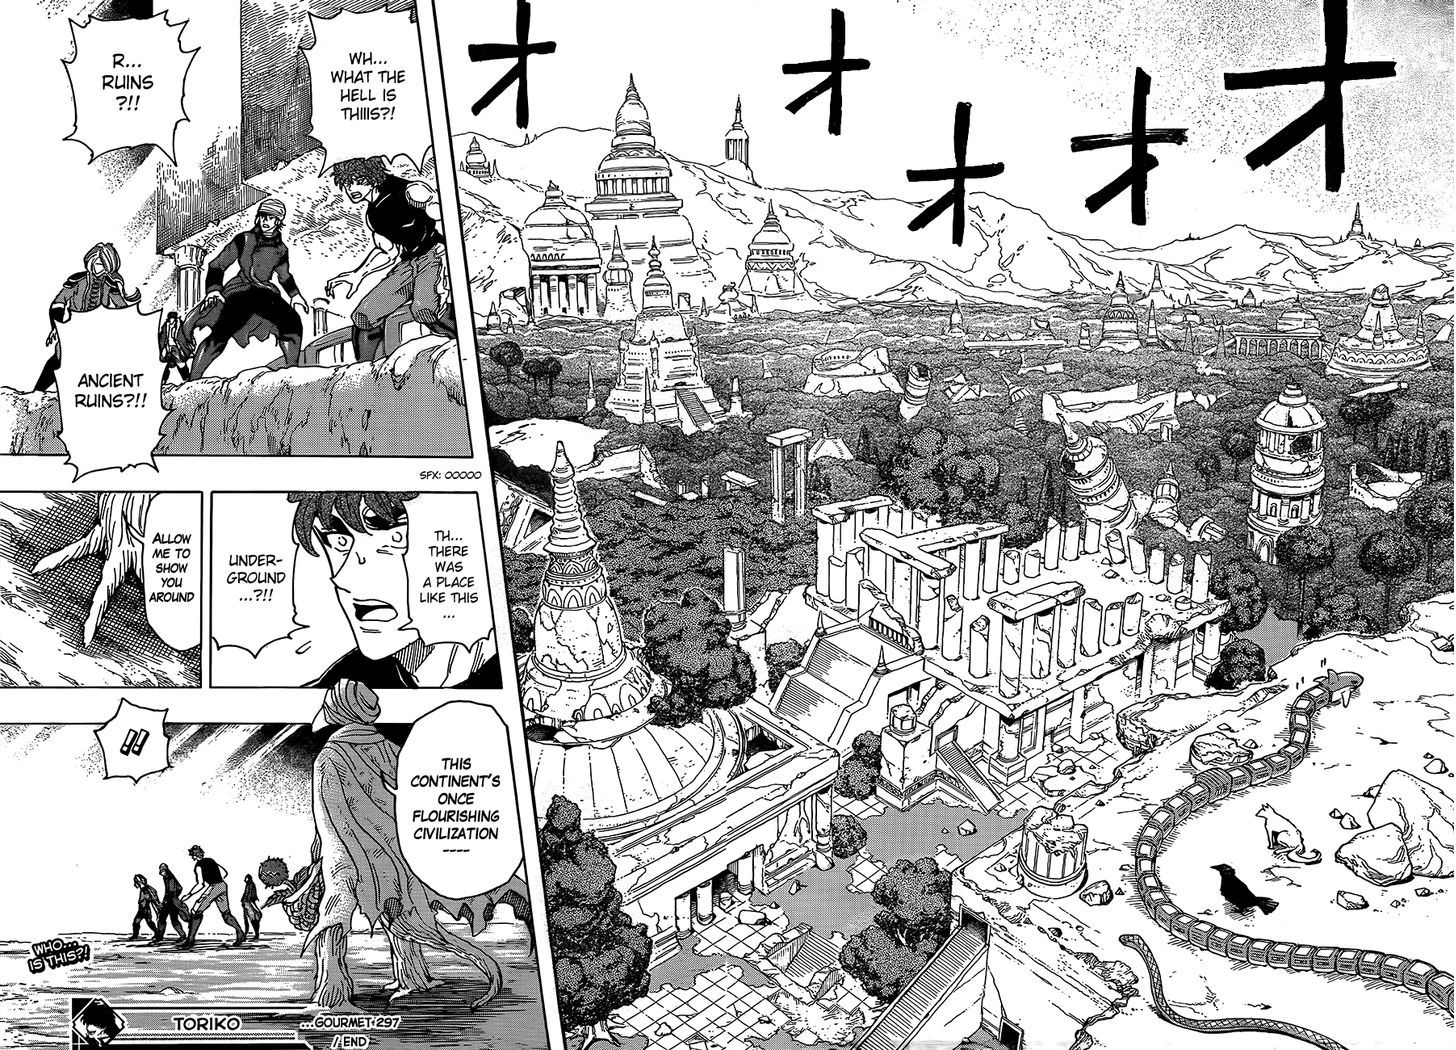 オオオオオ
WH...
WHAT THE
HELL IS
THIIIS?!
R...
RUINS
?!!
ANCIENT
RUINS?!!
SFX: OOOOO
TH...
THERE
WAS
A PLACE
LIKE THIS
...
UNDER-
GROUND
...?!!
ALLOW
ME TO
SHOW
YOU
AROUND
THIS
CONTINENT'S
ONCE
FLOURISHING
CIVILIZATION
----
!!
WHO...
IS THIS?!
TORIKO
...GOURMET 297
/ END